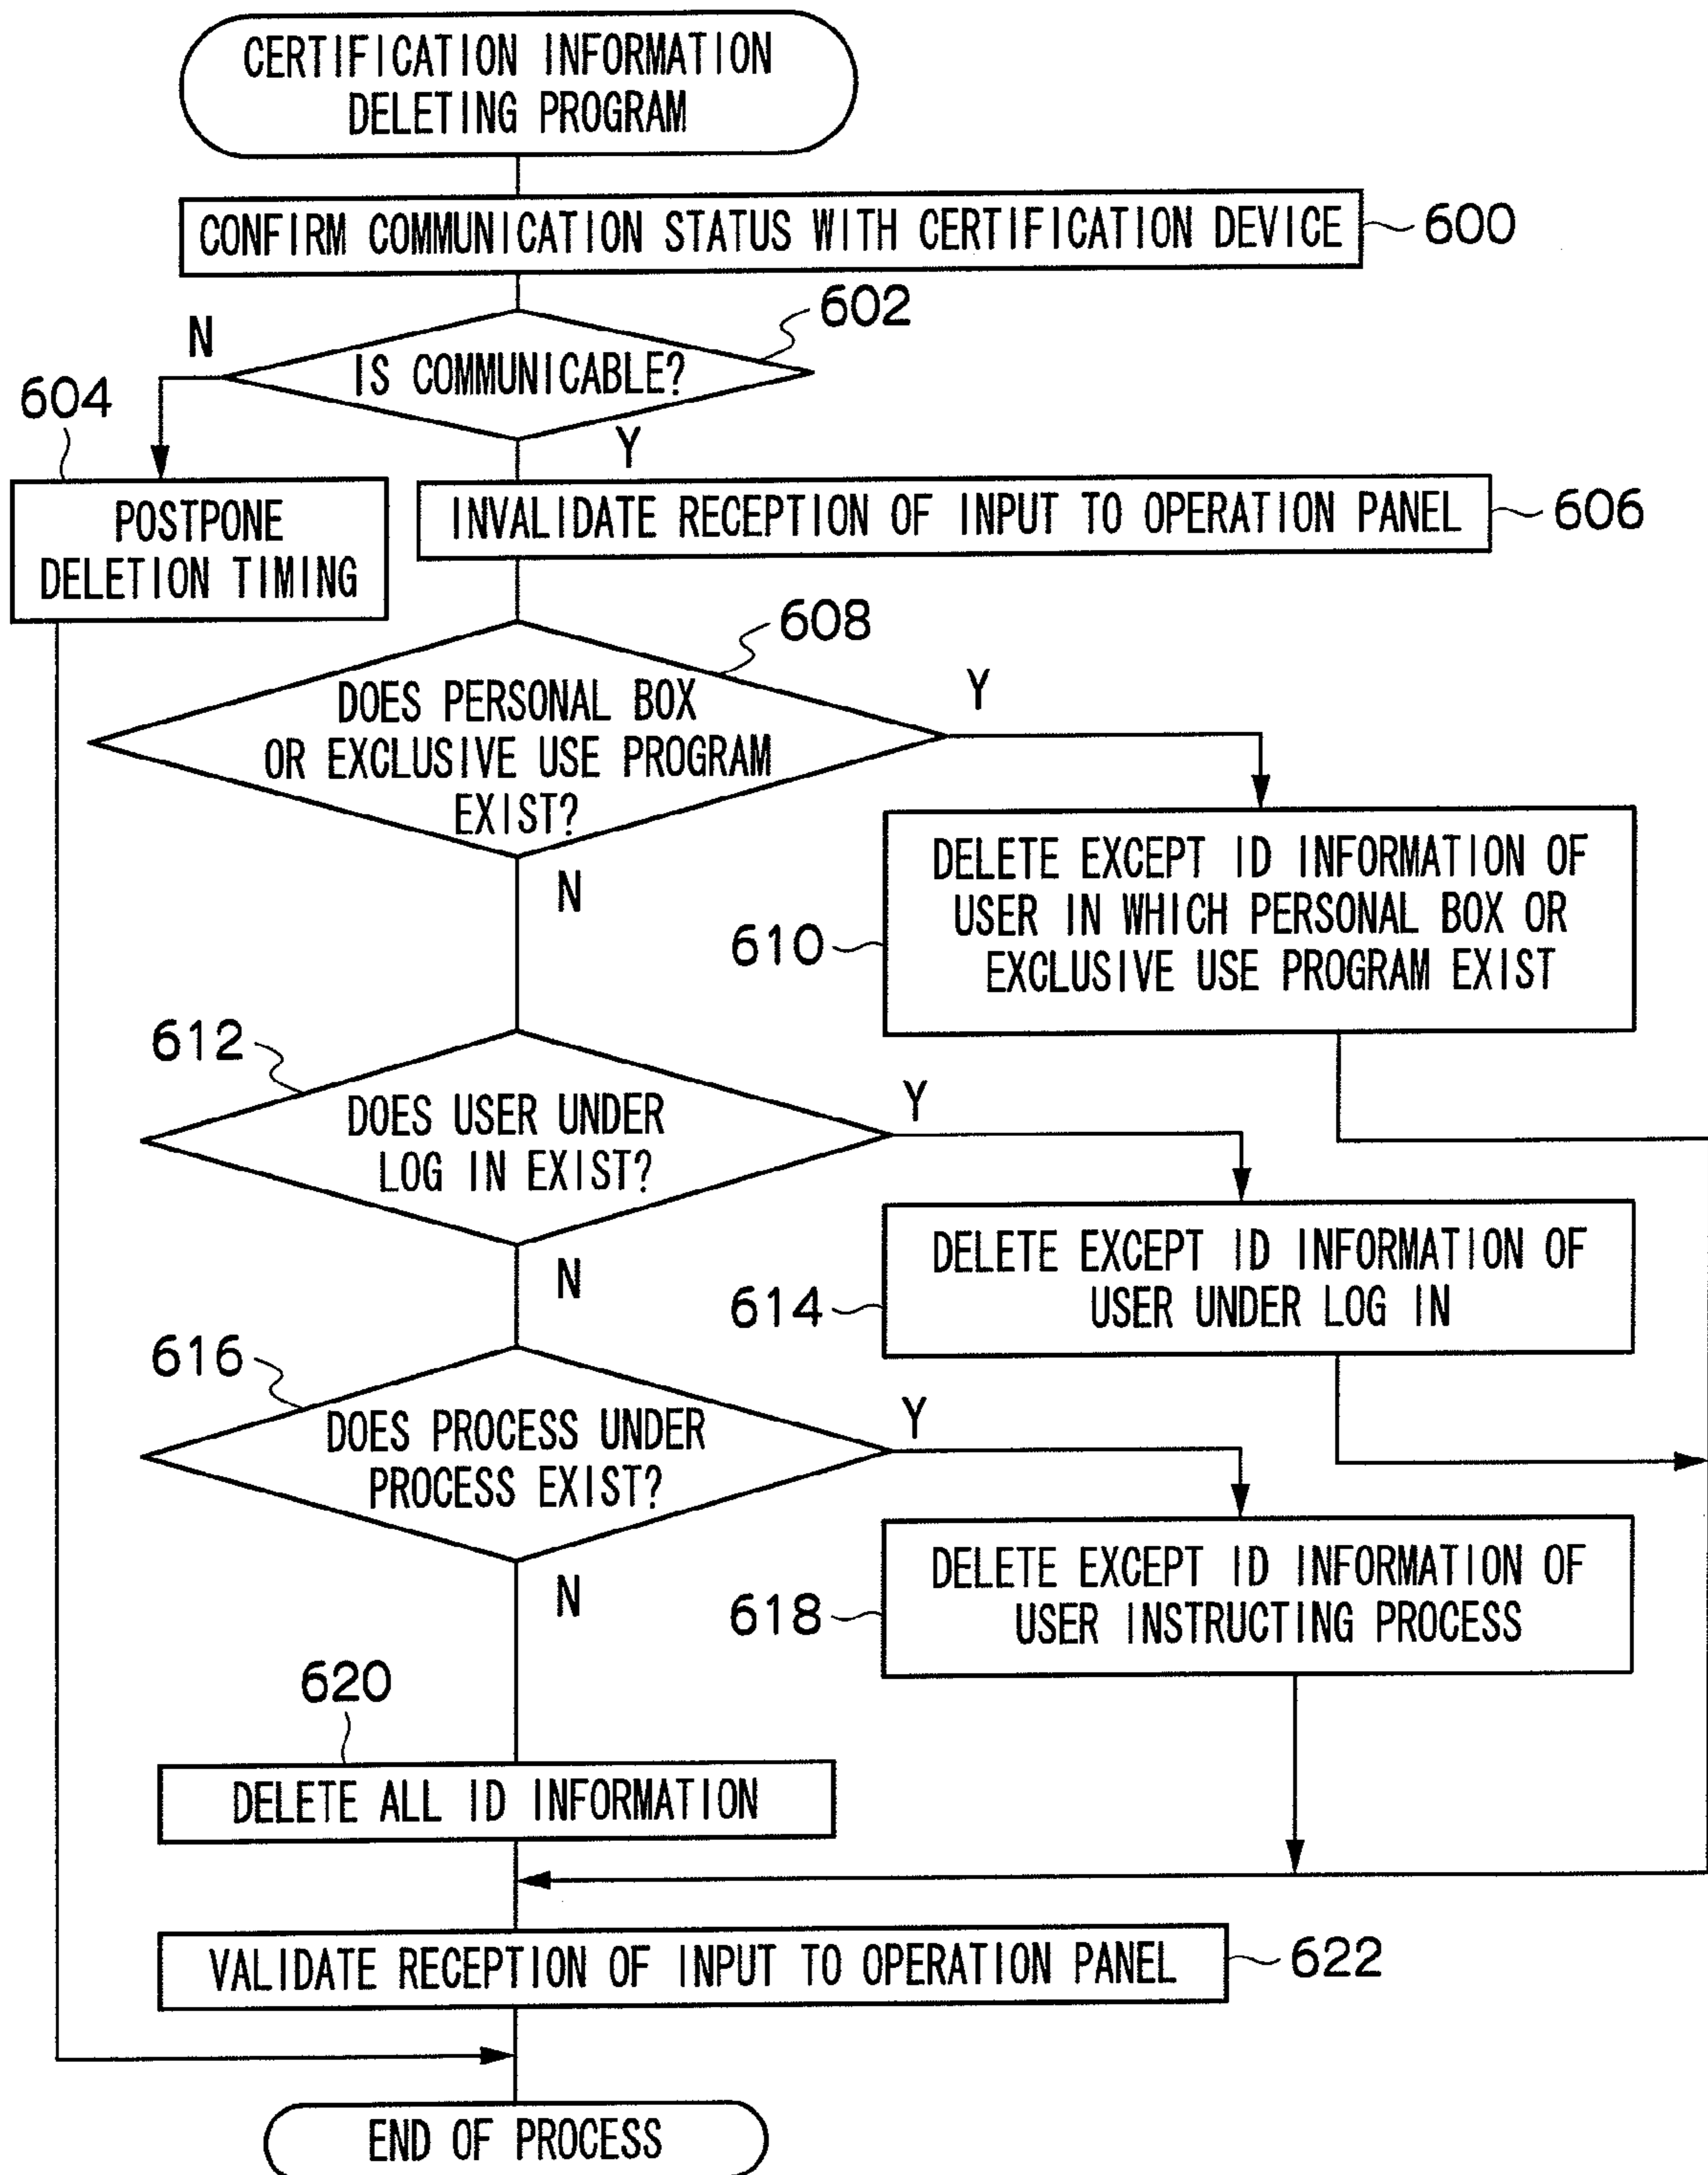 CERTIFICATION INFORMATION
DELETING PROGRAM
CONFIRM COMMUNICATION STATUS WITH CERTIFICATION DEVICE
600
602
N
IS COMMUNICABLE?
604
Y
POSTPONE
DELETION TIMING
INVALIDATE RECEPTION OF INPUT TO OPERATION PANEL
606
608
DOES PERSONAL BOX
OR EXCLUSIVE USE PROGRAM
EXIST?
Y
N
610
DELETE EXCEPT ID INFORMATION OF
USER IN WHICH PERSONAL BOX OR
EXCLUSIVE USE PROGRAM EXIST
612
DOES USER UNDER
LOG IN EXIST?
Y
N
614
DELETE EXCEPT ID INFORMATION OF
USER UNDER LOG IN
616
DOES PROCESS UNDER
PROCESS EXIST?
Y
N
618
DELETE EXCEPT ID INFORMATION OF
USER INSTRUCTING PROCESS
620
DELETE ALL ID INFORMATION
VALIDATE RECEPTION OF INPUT TO OPERATION PANEL
622
END OF PROCESS